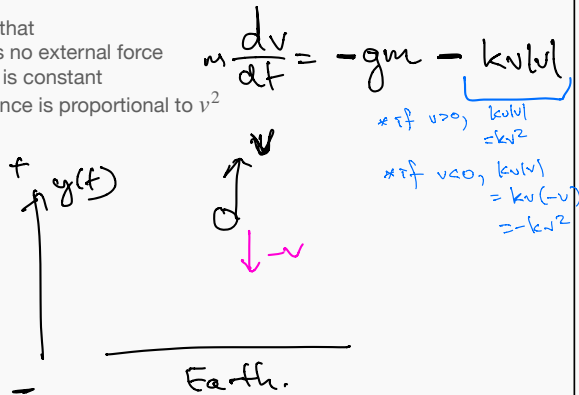 that
s no external force
is constant
nce is proportional to v²
m dv/dt = -gm - kv|v|
*if v>0, kv|v|
=kv²
*if v<0, kv|v|
= kv(-v)
=-kv²
+
y(t)
v
-v
-
Earth.